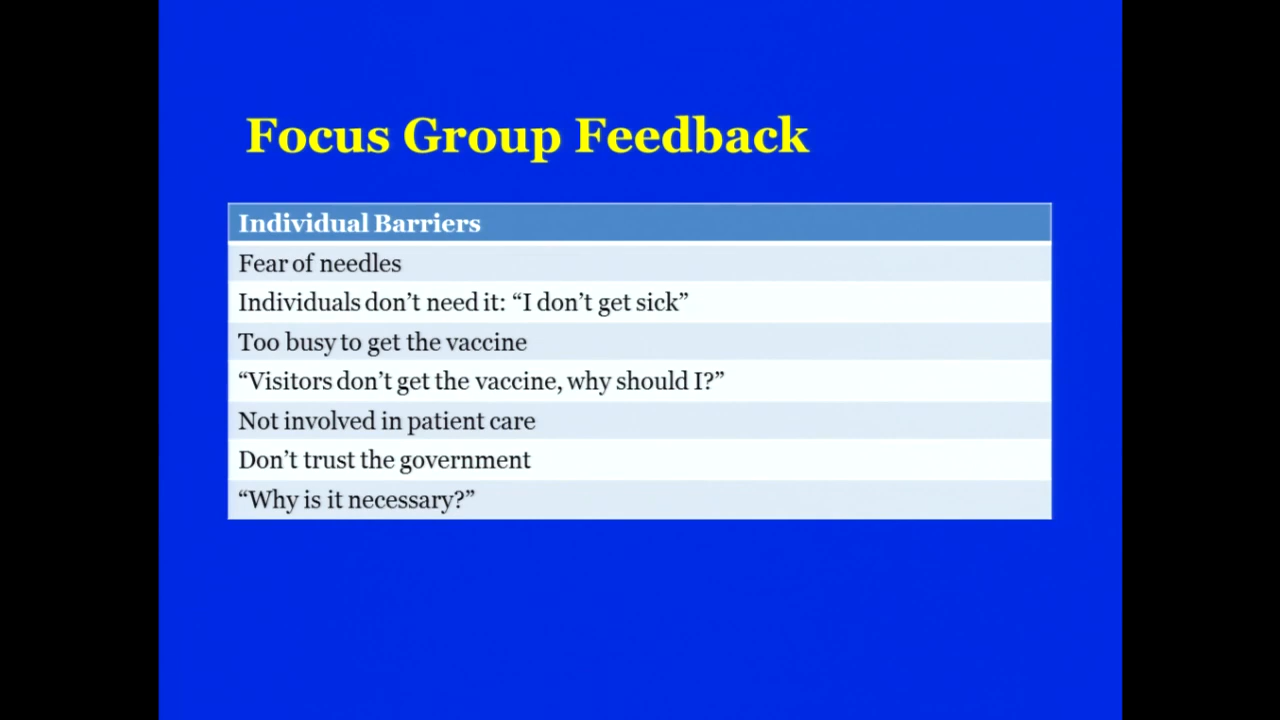 Focus Group Feedback
Individual Barriers
Fear of needles
Individuals don’t need it: “I don’t get sick”
Too busy to get the vaccine
“Visitors don’t get the vaccine, why should I?”
Not involved in patient care
Don’t trust the government
“Why is it necessary?”